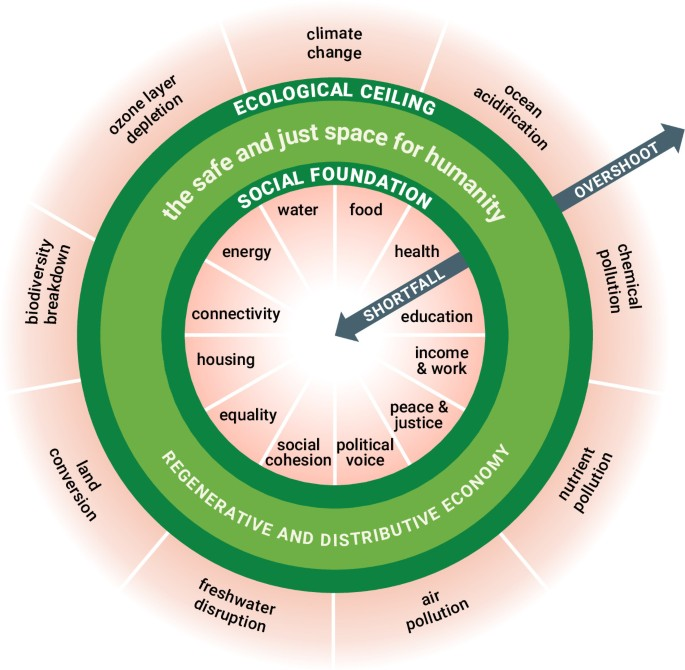 climate
change
ocean
acidification
chemical
pollution
nutrient
pollution
air
pollution
freshwater
disruption
land
conversion
biodiversity
breakdown
ozone layer
depletion
OVERSHOOT
ECOLOGICAL CEILING
the safe and just space for humanity
SOCIAL FOUNDATION
water
food
health
SHORTFALL
education
income
& work
peace &
justice
political
voice
social
cohesion
equality
housing
connectivity
energy
REGENERATIVE AND DISTRIBUTIVE ECONOMY